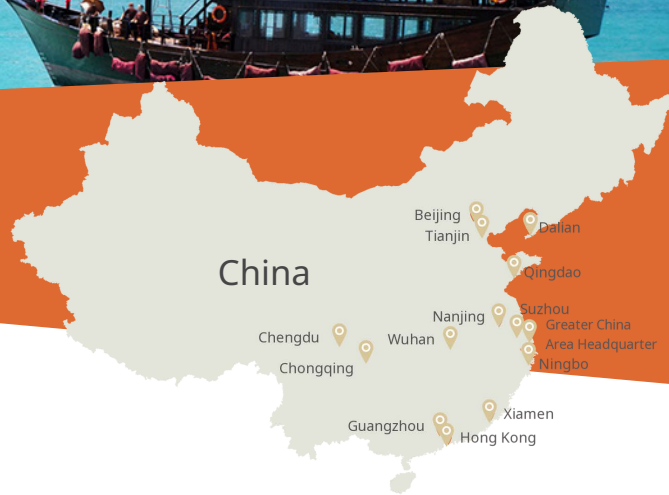 Beijing
Tianjin
Dalian
China
Qingdao
Nanjing
Suzhou
Greater China
Area Headquarter
Chengdu
Wuhan
Chongqing
Ningbo
Xiamen
Guangzhou
Hong Kong